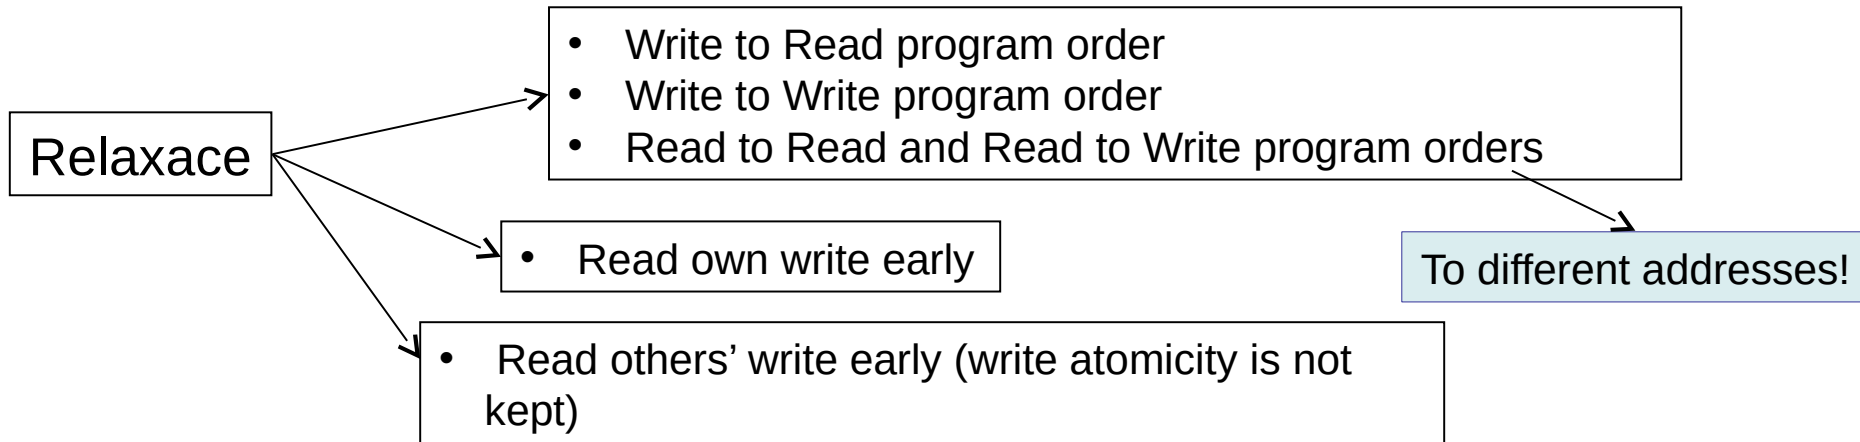 • Write to Read program order
• Write to Write program order
• Read to Read and Read to Write program orders
Relaxace
• Read own write early
To different addresses!
• Read others’ write early (write atomicity is not
kept)